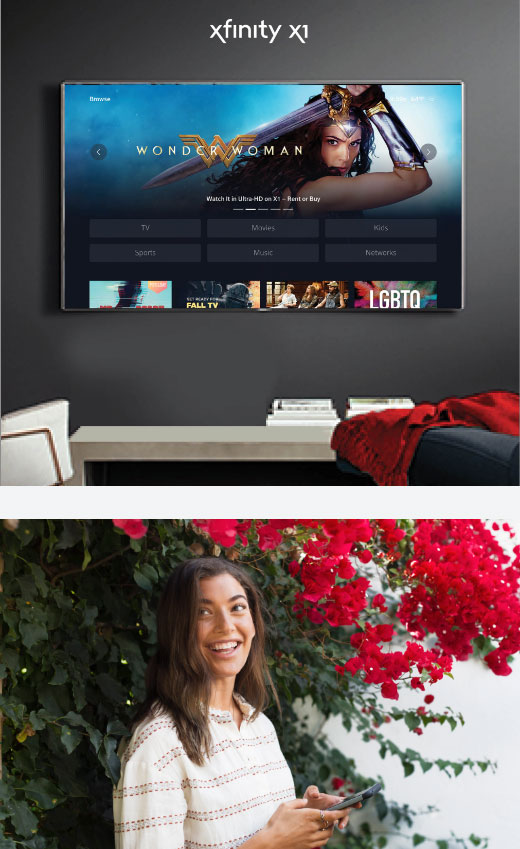 xfinity x1
Browse
WONDER WOMAN
Watch It in Ultra-HD on X1 – Rent or Buy
TV
Movies
Kids
Sports
Music
Networks
GET READY FOR
FALL TV
LGBTQ